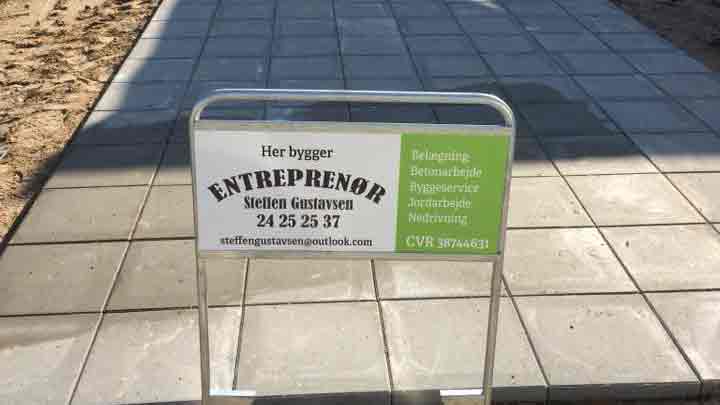 Her bygger
ENTREPRENØR
Steffen Gustavsen
24 25 25 37
steffengustavsen@outlook.com
Belægning
Betonarbejde
Byggeservice
Jordarbejde
Nedrivning
CVR 38744631